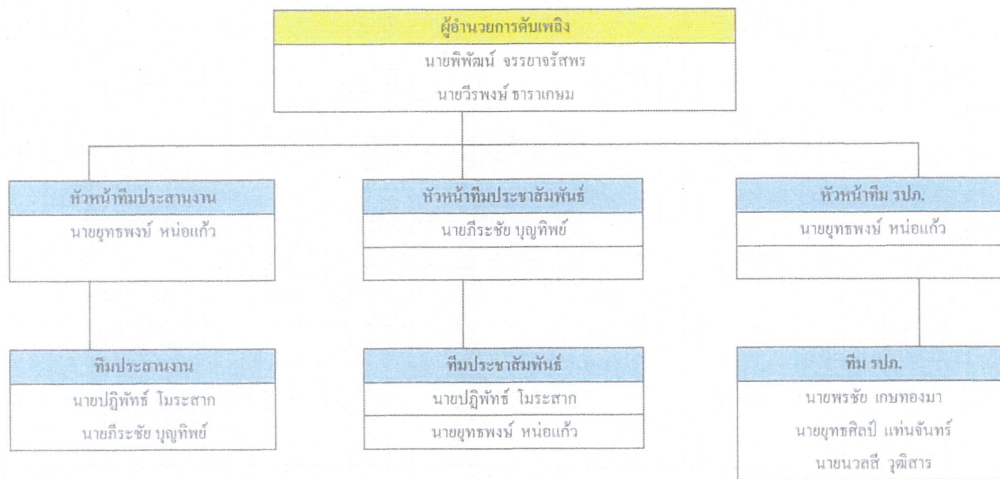 ผู้อำนวยการดับเพลิง
นายพิพัฒน์ จรรยาจรัสพร
นายวีรพงษ์ ธาราเกษม
หัวหน้าทีมประสานงาน
นายยุทธพงษ์ หน่อแก้ว
หัวหน้าทีมประชาสัมพันธ์
นายภีระชัย บุญทิพย์
หัวหน้าทีม รปภ.
นายยุทธพงษ์ หน่อแก้ว
ทีมประสานงาน
นายปฏิพัทธ์ โมระสาก
นายภีระชัย บุญทิพย์
ทีมประชาสัมพันธ์
นายปฏิพัทธ์ โมระสาก
นายยุทธพงษ์ หน่อแก้ว
ทีม รปภ.
นายพรชัย เกษทองมา
นายยุทธศิลป์ แท่นจันทร์
นายนวลสี วุฒิสาร